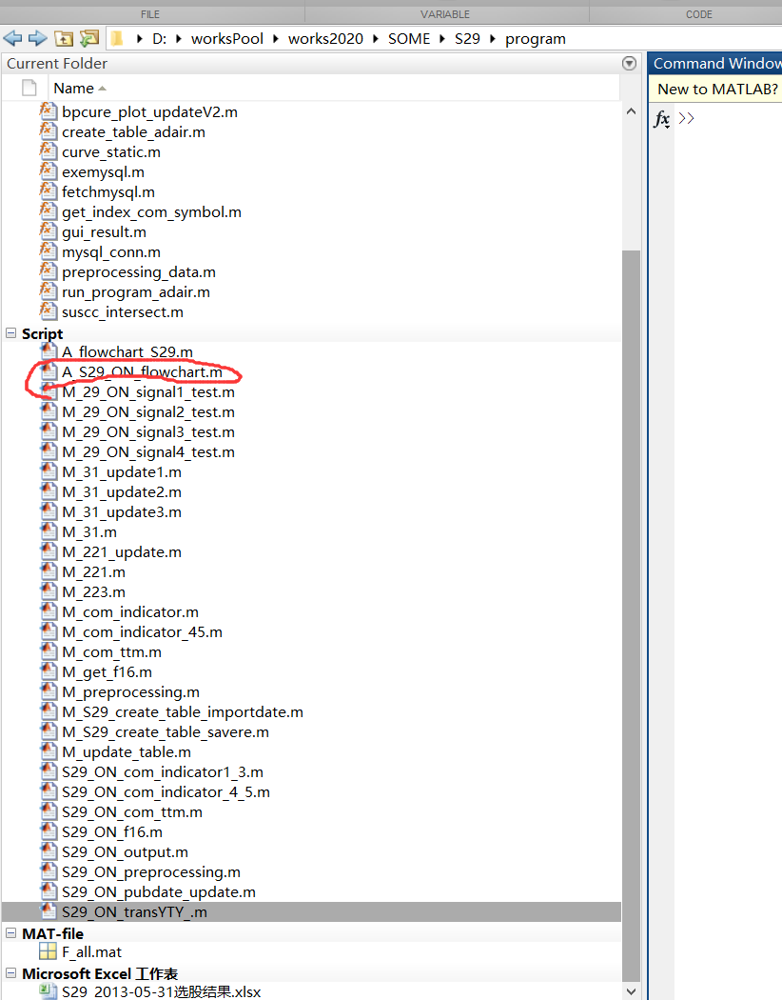 FILE VARIABLE CODE
D: worksPool works2020 SOME S29 program
Current Folder
Command Window
Name
New to MATLAB?
fx >>
bpcure_plot_updateV2.m
create_table_adair.m
curve_static.m
exemysql.m
fetchmysql.m
get_index_com_symbol.m
gui_result.m
mysql_conn.m
preprocessing_data.m
run_program_adair.m
suscc_intersect.m
Script
A_flowchart_S29.m
A_S29_ON_flowchart.m
M_29_ON_signal1_test.m
M_29_ON_signal2_test.m
M_29_ON_signal3_test.m
M_29_ON_signal4_test.m
M_31_update1.m
M_31_update2.m
M_31_update3.m
M_31.m
M_221_update.m
M_221.m
M_223.m
M_com_indicator.m
M_com_indicator_45.m
M_com_ttm.m
M_get_f16.m
M_preprocessing.m
M_S29_create_table_importdate.m
M_S29_create_table_savere.m
M_update_table.m
S29_ON_com_indicator1_3.m
S29_ON_com_indicator_4_5.m
S29_ON_com_ttm.m
S29_ON_f16.m
S29_ON_output.m
S29_ON_preprocessing.m
S29_ON_pubdate_update.m
S29_ON_transYTY_.m
MAT-file
F_all.mat
Microsoft Excel 工作表
S29_2013-05-31选股结果.xlsx